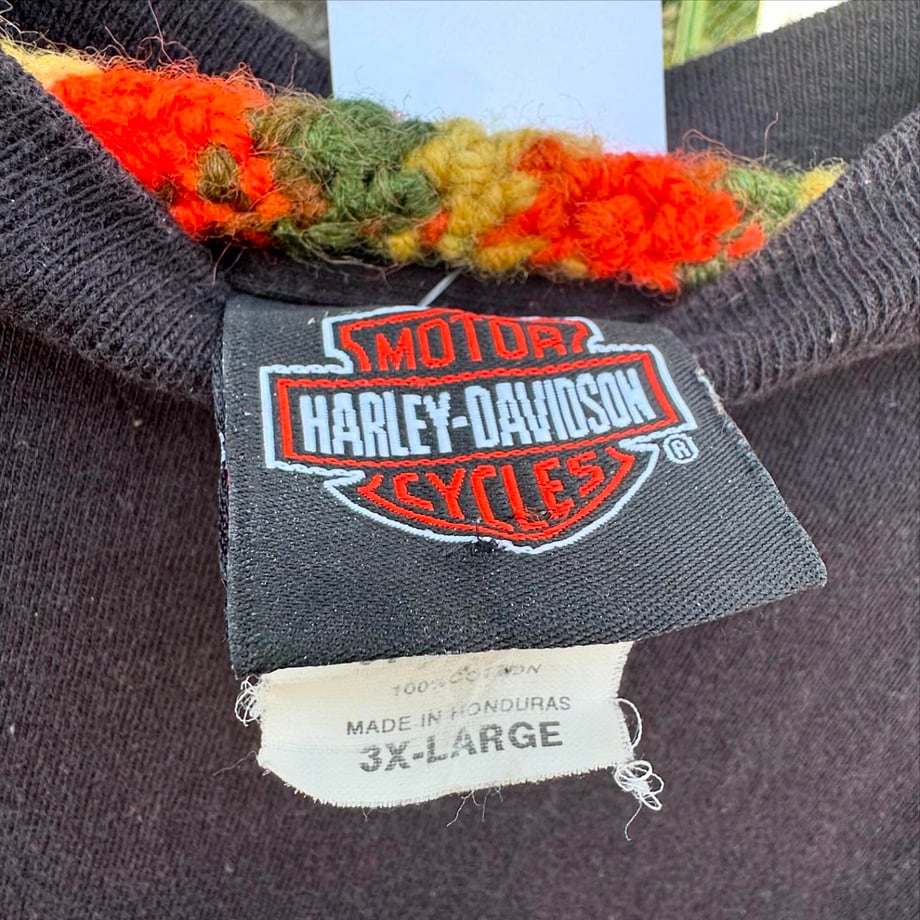 MOTOR
HARLEY-DAVIDSON
®
CYCLES
100% COTTON
MADE IN HONDURAS
3X-LARGE